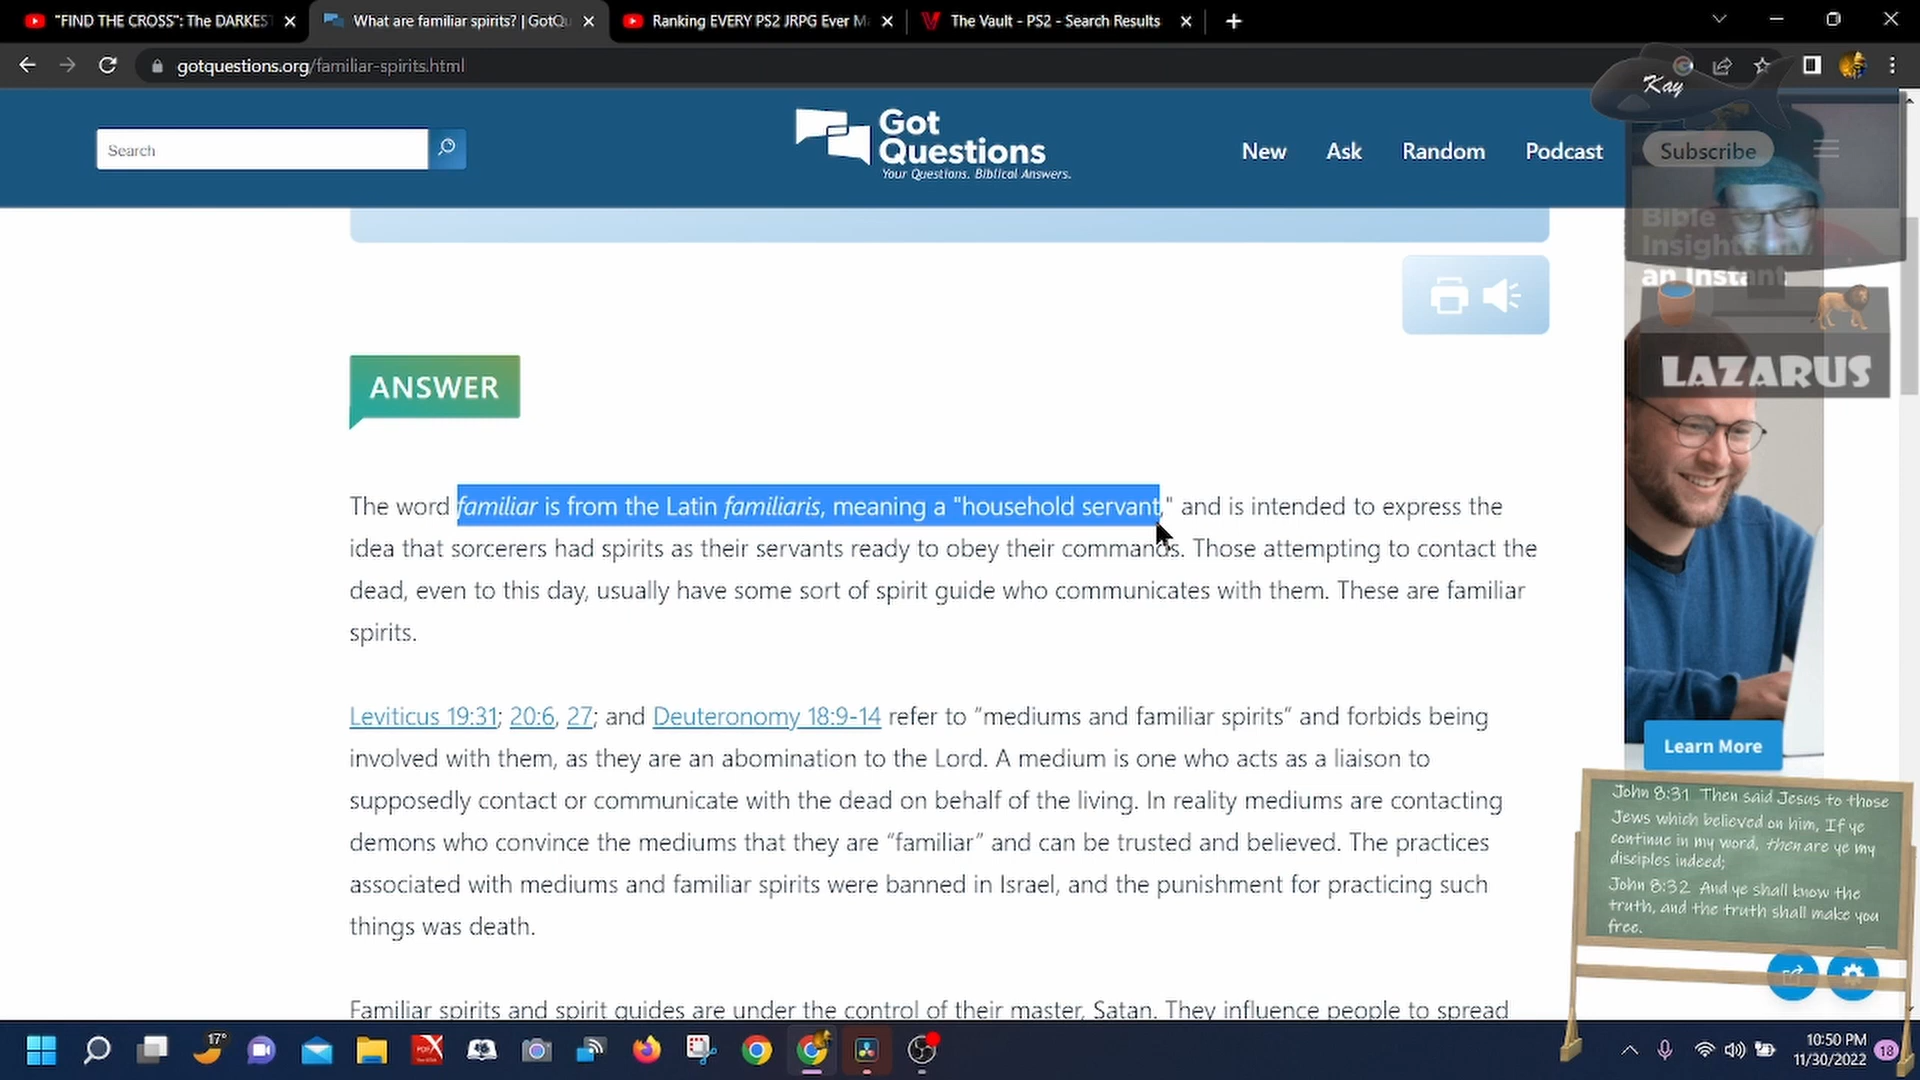 "FIND THE CROSS": The DARKEST
What are familiar spirits? | GotQu
Ranking EVERY PS2 JRPG Ever Ma
The Vault - PS2 - Search Results
gotquestions.org/familiar-spirits.html
Kay
Search
Got
Questions
Your Questions. Biblical Answers.
New
Ask
Random
Podcast
Subscribe
Bible
Insights in
an Instant
LAZARUS
ANSWER
The word familiar is from the Latin familiaris, meaning a "household servant," and is intended to express the
idea that sorcerers had spirits as their servants ready to obey their commands. Those attempting to contact the
dead, even to this day, usually have some sort of spirit guide who communicates with them. These are familiar
spirits.
Leviticus 19:31; 20:6, 27; and Deuteronomy 18:9-14 refer to “mediums and familiar spirits” and forbids being
involved with them, as they are an abomination to the Lord. A medium is one who acts as a liaison to
supposedly contact or communicate with the dead on behalf of the living. In reality mediums are contacting
demons who convince the mediums that they are “familiar” and can be trusted and believed. The practices
associated with mediums and familiar spirits were banned in Israel, and the punishment for practicing such
things was death.
Familiar spirits and spirit guides are under the control of their master, Satan. They influence people to spread
Learn More
John 8:31 Then said Jesus to those
Jews which believed on him, If ye
continue in my word, then are ye my
disciples indeed;
John 8:32 And ye shall know the
truth, and the truth shall make you
free.
17°
10:50 PM
11/30/2022
18